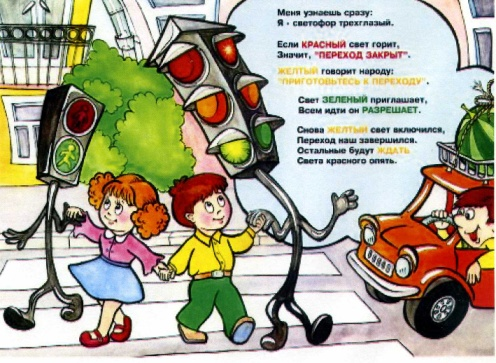 Меня узнаешь сразу:
Я - светофор трехглазый.
Если КРАСНЫЙ свет горит,
Значит, "ПЕРЕХОД ЗАКРЫТ".
ЖЕЛТЫЙ говорит народу:
"ПРИГОТОВЬТЕСЬ К ПЕРЕХОДУ".
Свет ЗЕЛЕНЫЙ приглашает,
Всем идти он РАЗРЕШАЕТ.
Снова ЖЕЛТЫЙ свет включился,
Переход наш завершился.
Остальные будут ЖДАТЬ
Света красного опять.